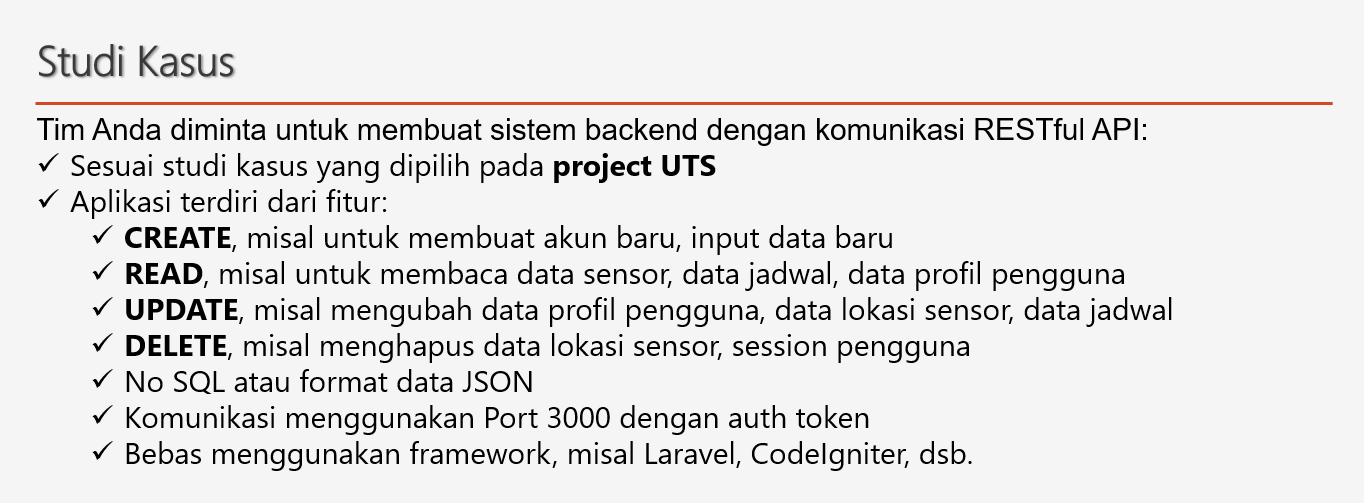 Studi Kasus
Tim Anda diminta untuk membuat sistem backend dengan komunikasi RESTful API:
✓ Sesuai studi kasus yang dipilih pada project UTS
✓ Aplikasi terdiri dari fitur:
✓ CREATE, misal untuk membuat akun baru, input data baru
✓ READ, misal untuk membaca data sensor, data jadwal, data profil pengguna
✓ UPDATE, misal mengubah data profil pengguna, data lokasi sensor, data jadwal
✓ DELETE, misal menghapus data lokasi sensor, session pengguna
✓ No SQL atau format data JSON
✓ Komunikasi menggunakan Port 3000 dengan auth token
✓ Bebas menggunakan framework, misal Laravel, CodeIgniter, dsb.